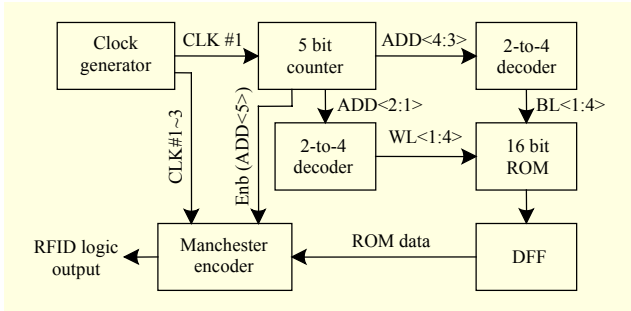 Clock
generator
CLK #1
5 bit
counter
ADD<4:3>
2-to-4
decoder
CLK#1~3
Enb (ADD<5>)
ADD<2:1>
BL<1:4>
2-to-4
decoder
WL<1:4>
16 bit
ROM
RFID logic
output
Manchester
encoder
ROM data
DFF